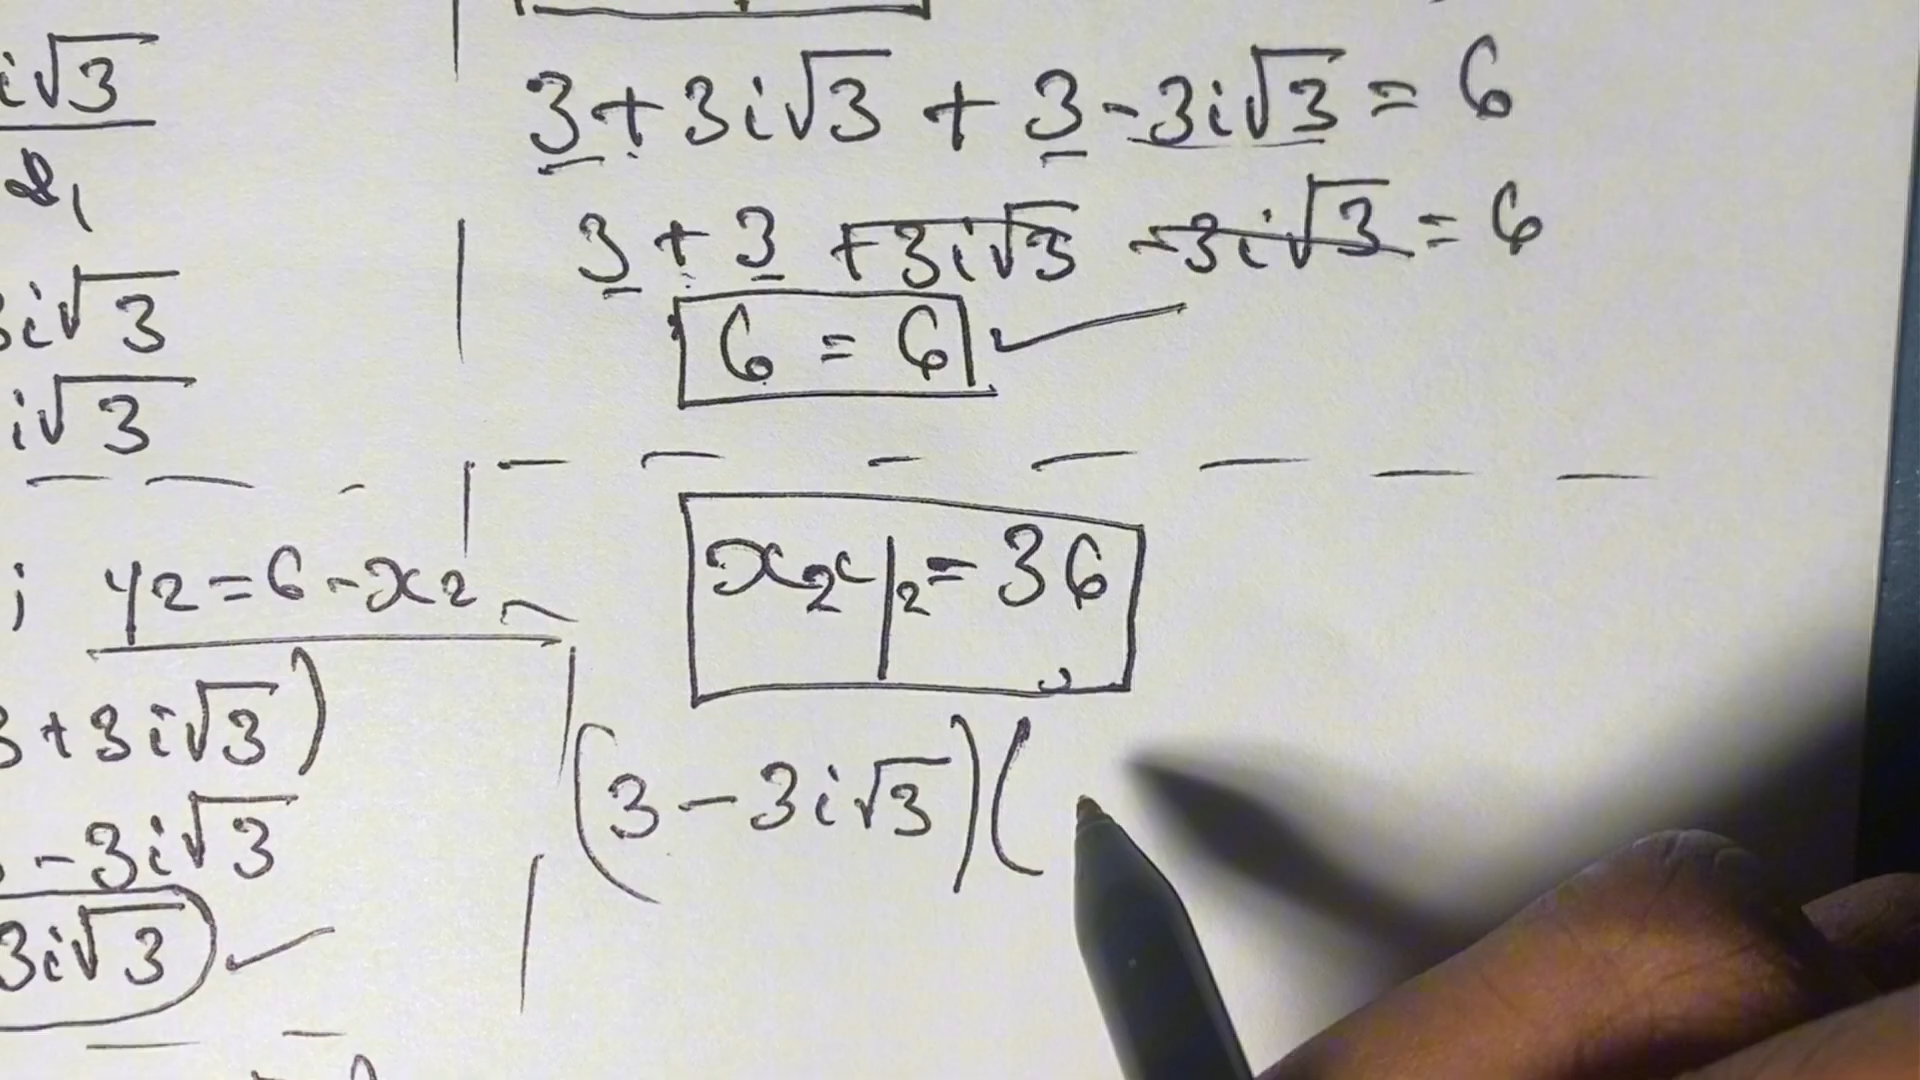 i√3
3 + 3i√3 + 3 - 3i√3 = 6
1
3 + 3 + 3i√3 - 3i√3 = 6
3i√3
6 = 6 ✓
i√3
x₂y₂ = 36
; y2 = 6 - x2
3 + 3i√3)
(3 - 3i√3)(
- 3i√3
3i√3 ✓